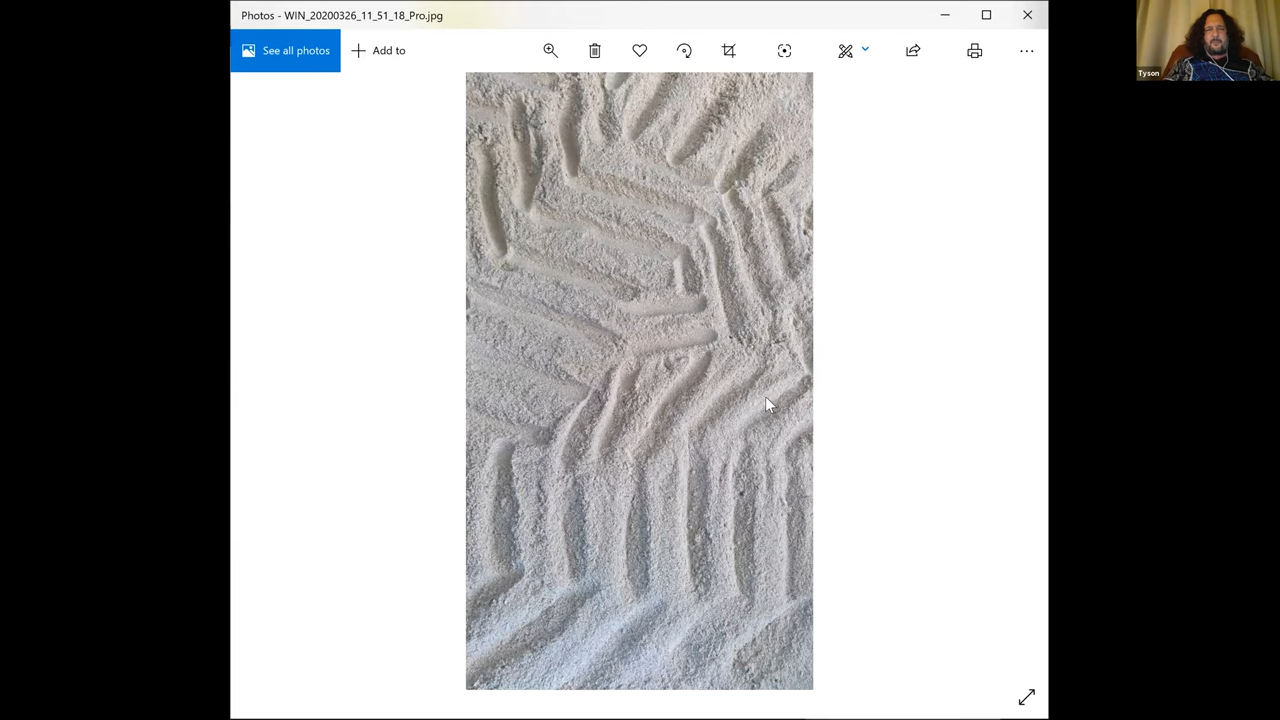 Photos - WIN_20200326_11_51_18_Pro.jpg
See all photos
Add to
Tyson